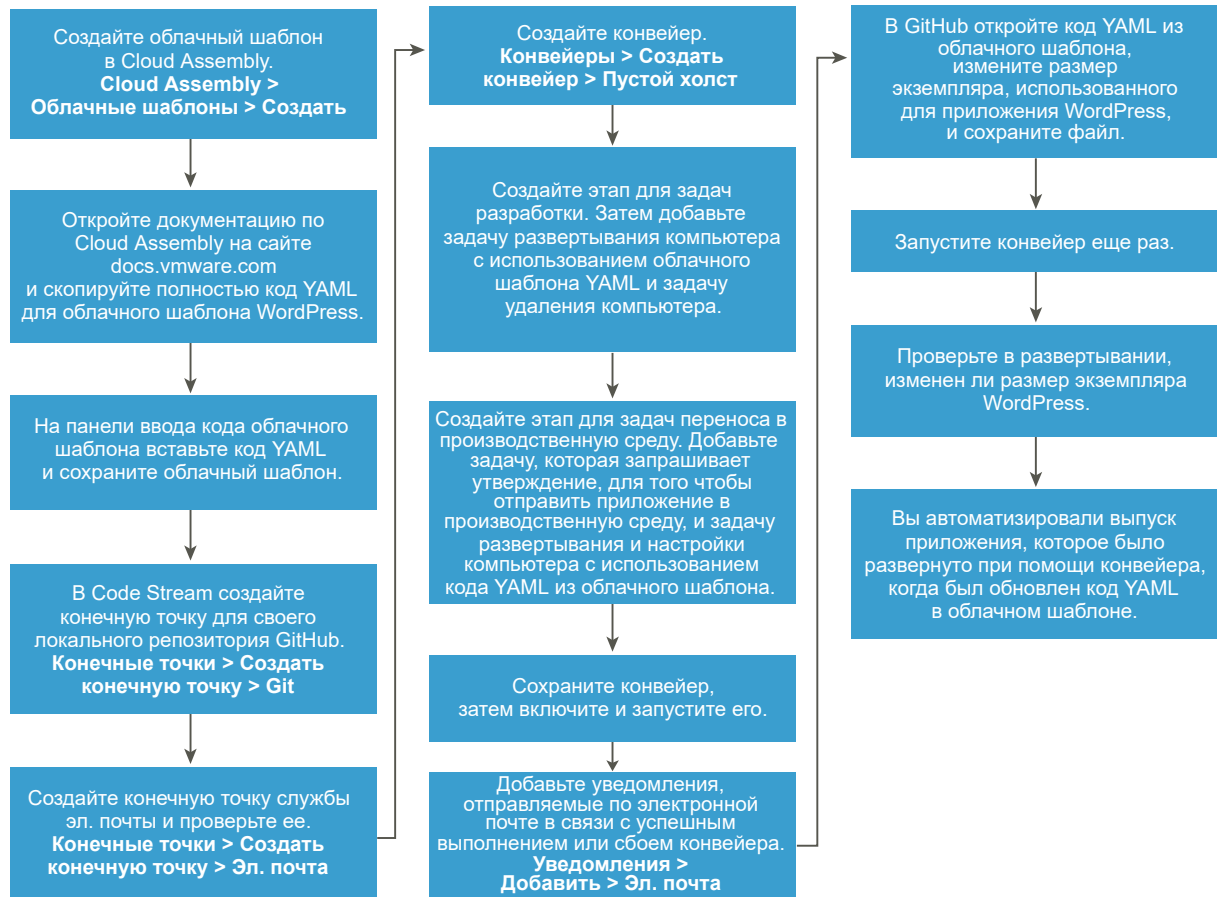 Создайте облачный шаблон
в Cloud Assembly.
Cloud Assembly >
Облачные шаблоны > Создать
Откройте документацию по
Cloud Assembly на сайте
docs.vmware.com
и скопируйте полностью код YAML
для облачного шаблона WordPress.
На панели ввода кода облачного
шаблона вставьте код YAML
и сохраните облачный шаблон.
В Code Stream создайте
конечную точку для своего
локального репозитория GitHub.
Конечные точки > Создать
конечную точку > Git
Создайте конечную точку службы
эл. почты и проверьте ее.
Конечные точки > Создать
конечную точку > Эл. почта
Создайте конвейер.
Конвейеры > Создать
конвейер > Пустой холст
Создайте этап для задач
разработки. Затем добавьте
задачу развертывания компьютера
с использованием облачного
шаблона YAML и задачу
удаления компьютера.
Создайте этап для задач переноса в
производственную среду. Добавьте
задачу, которая запрашивает
утверждение, для того чтобы
отправить приложение в
производственную среду, и задачу
развертывания и настройки
компьютера с использованием
кода YAML из облачного шаблона.
Сохраните конвейер,
затем включите и запустите его.
Добавьте уведомления,
отправляемые по электронной
почте в связи с успешным
выполнением или сбоем конвейера.
Уведомления >
Добавить > Эл. почта
В GitHub откройте код YAML из
облачного шаблона,
измените размер
экземпляра, использованного
для приложения WordPress,
и сохраните файл.
Запустите конвейер еще раз.
Проверьте в развертывании,
изменен ли размер экземпляра
WordPress.
Вы автоматизировали выпуск
приложения, которое было
развернуто при помощи конвейера,
когда был обновлен код YAML
в облачном шаблоне.